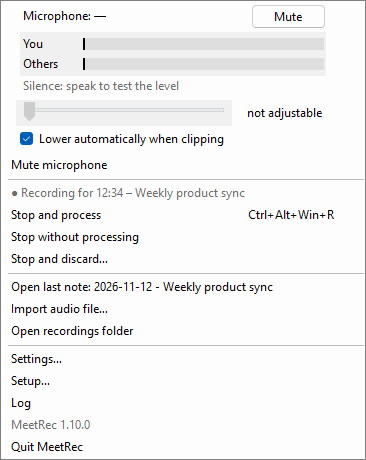 Microphone: —
Mute
You
Others
Silence: speak to test the level
not adjustable
Lower automatically when clipping
Mute microphone
● Recording for 12:34 – Weekly product sync
Stop and process Ctrl+Alt+Win+R
Stop without processing
Stop and discard...
Open last note: 2026-11-12 - Weekly product sync
Import audio file...
Open recordings folder
Settings...
Setup...
Log
MeetRec 1.10.0
Quit MeetRec